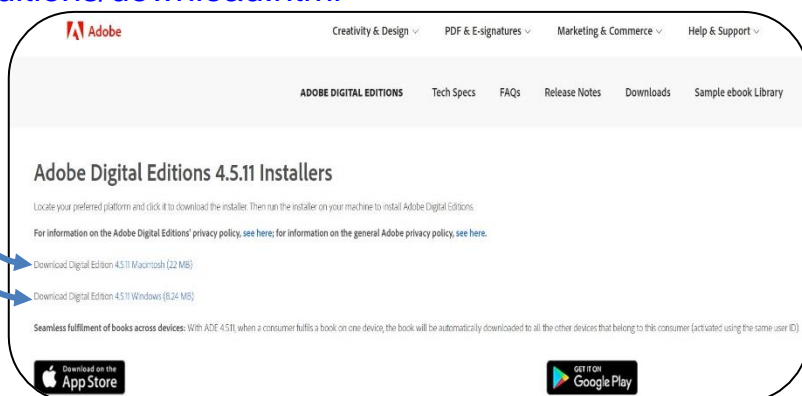 itions/download.html
Adobe
Creativity & Design
PDF & E-signatures
Marketing & Commerce
Help & Support
ADOBE DIGITAL EDITIONS
Tech Specs
FAQs
Release Notes
Downloads
Sample ebook Library
Adobe Digital Editions 4.5.11 Installers
Locate your preferred platform and click it to download the installer. Then run the installer on your machine to install Adobe Digital Editions.
For information on the Adobe Digital Editions' privacy policy, see here; for information on the general Adobe privacy policy, see here.
Download Digital Edition 4.5.11 Macintosh (22 MB)
Download Digital Edition 4.5.11 Windows (8.24 MB)
Seamless fulfilment of books across devices: With ADE 4.5.11, when a consumer fulfils a book on one device, the book will be automatically downloaded to all the other devices that belong to this consumer (activated using the same user ID)
Download on the
App Store
GET IT ON
Google Play